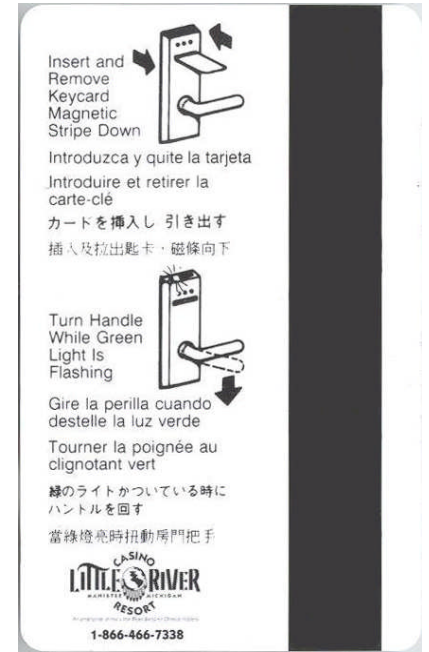 Insert and
Remove
Keycard
Magnetic
Stripe Down
Introduzca y quite la tarjeta
Introduire et retirer la
carte-clé
カードを挿入し 引き出す
插入及拉出匙卡・磁條向下
Turn Handle
While Green
Light Is
Flashing
Gire la perilla cuando
destelle la luz verde
Tourner la poignée au
clignotant vert
緑のライトかついている時に
ハントルを回す
當綠燈亮時扭動房門把手
CASINO
LITTLE RIVER
MANISTEE MICHIGAN
RESORT
1-866-466-7338